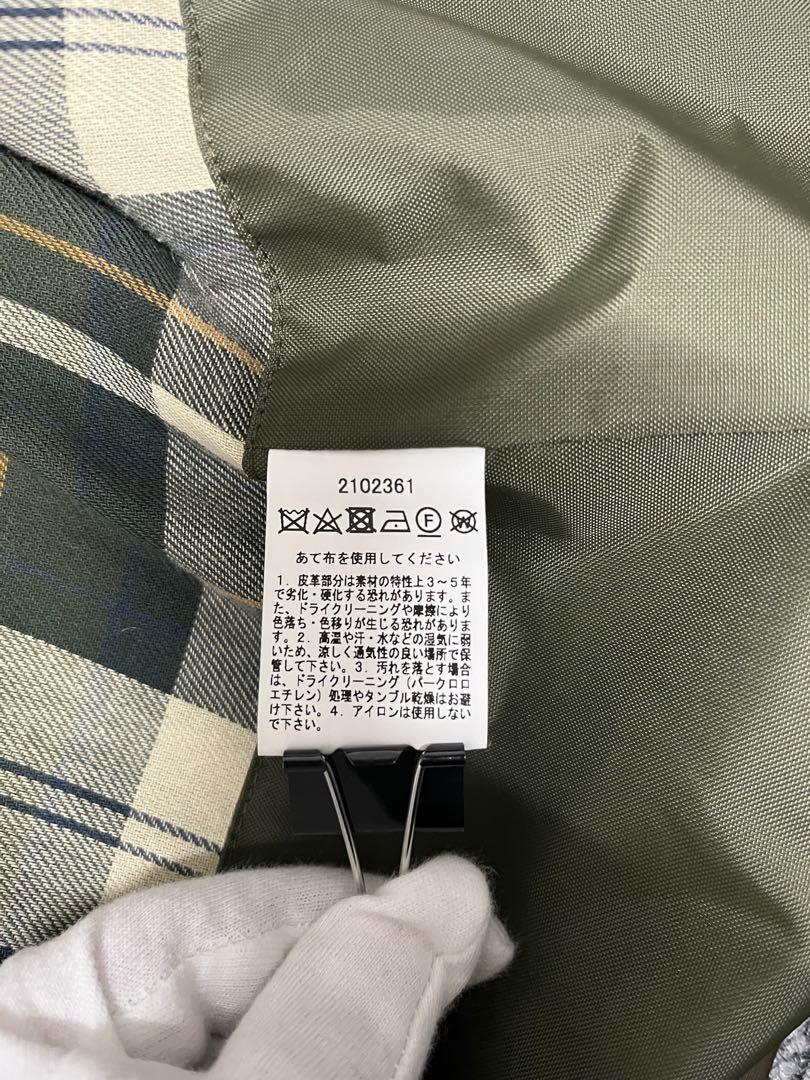 2102361
F W
あて布を使用してください
1．皮革部分は素材の特性上3〜5年
で劣化・硬化する恐れがあります。ま
た、ドライクリーニングや摩擦により
色落ち・色移りが生じる恐れがありま
す。2．高温や汗・水などの湿気に弱
いため、涼しく通気性の良い場所で保
管して下さい。3．汚れを落とす場合
は、ドライクリーニング（パークロロ
エチレン）処理やタンブル乾燥はお避
け下さい。4．アイロンは使用しない
で下さい。